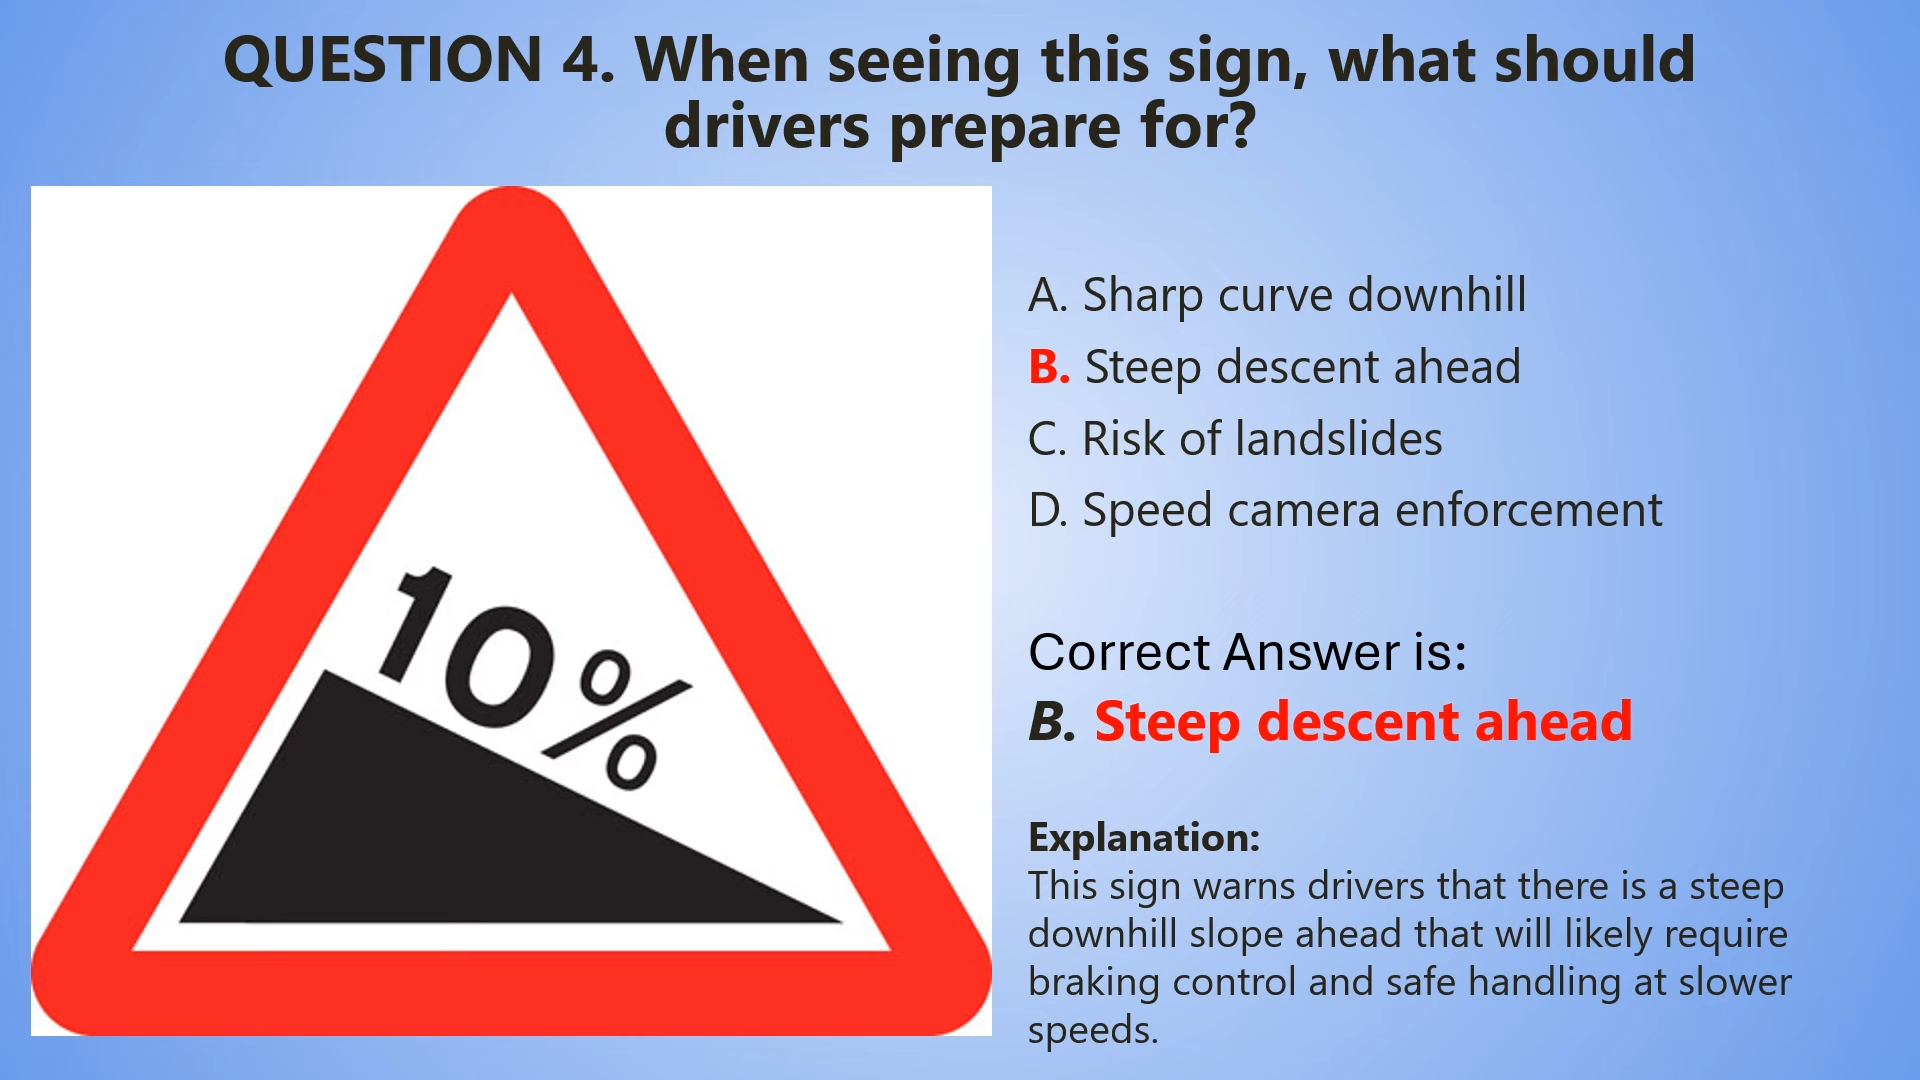 QUESTION 4. When seeing this sign, what should
drivers prepare for?
10%
A. Sharp curve downhill
B. Steep descent ahead
C. Risk of landslides
D. Speed camera enforcement
Correct Answer is:
B. Steep descent ahead
Explanation:
This sign warns drivers that there is a steep
downhill slope ahead that will likely require
braking control and safe handling at slower
speeds.